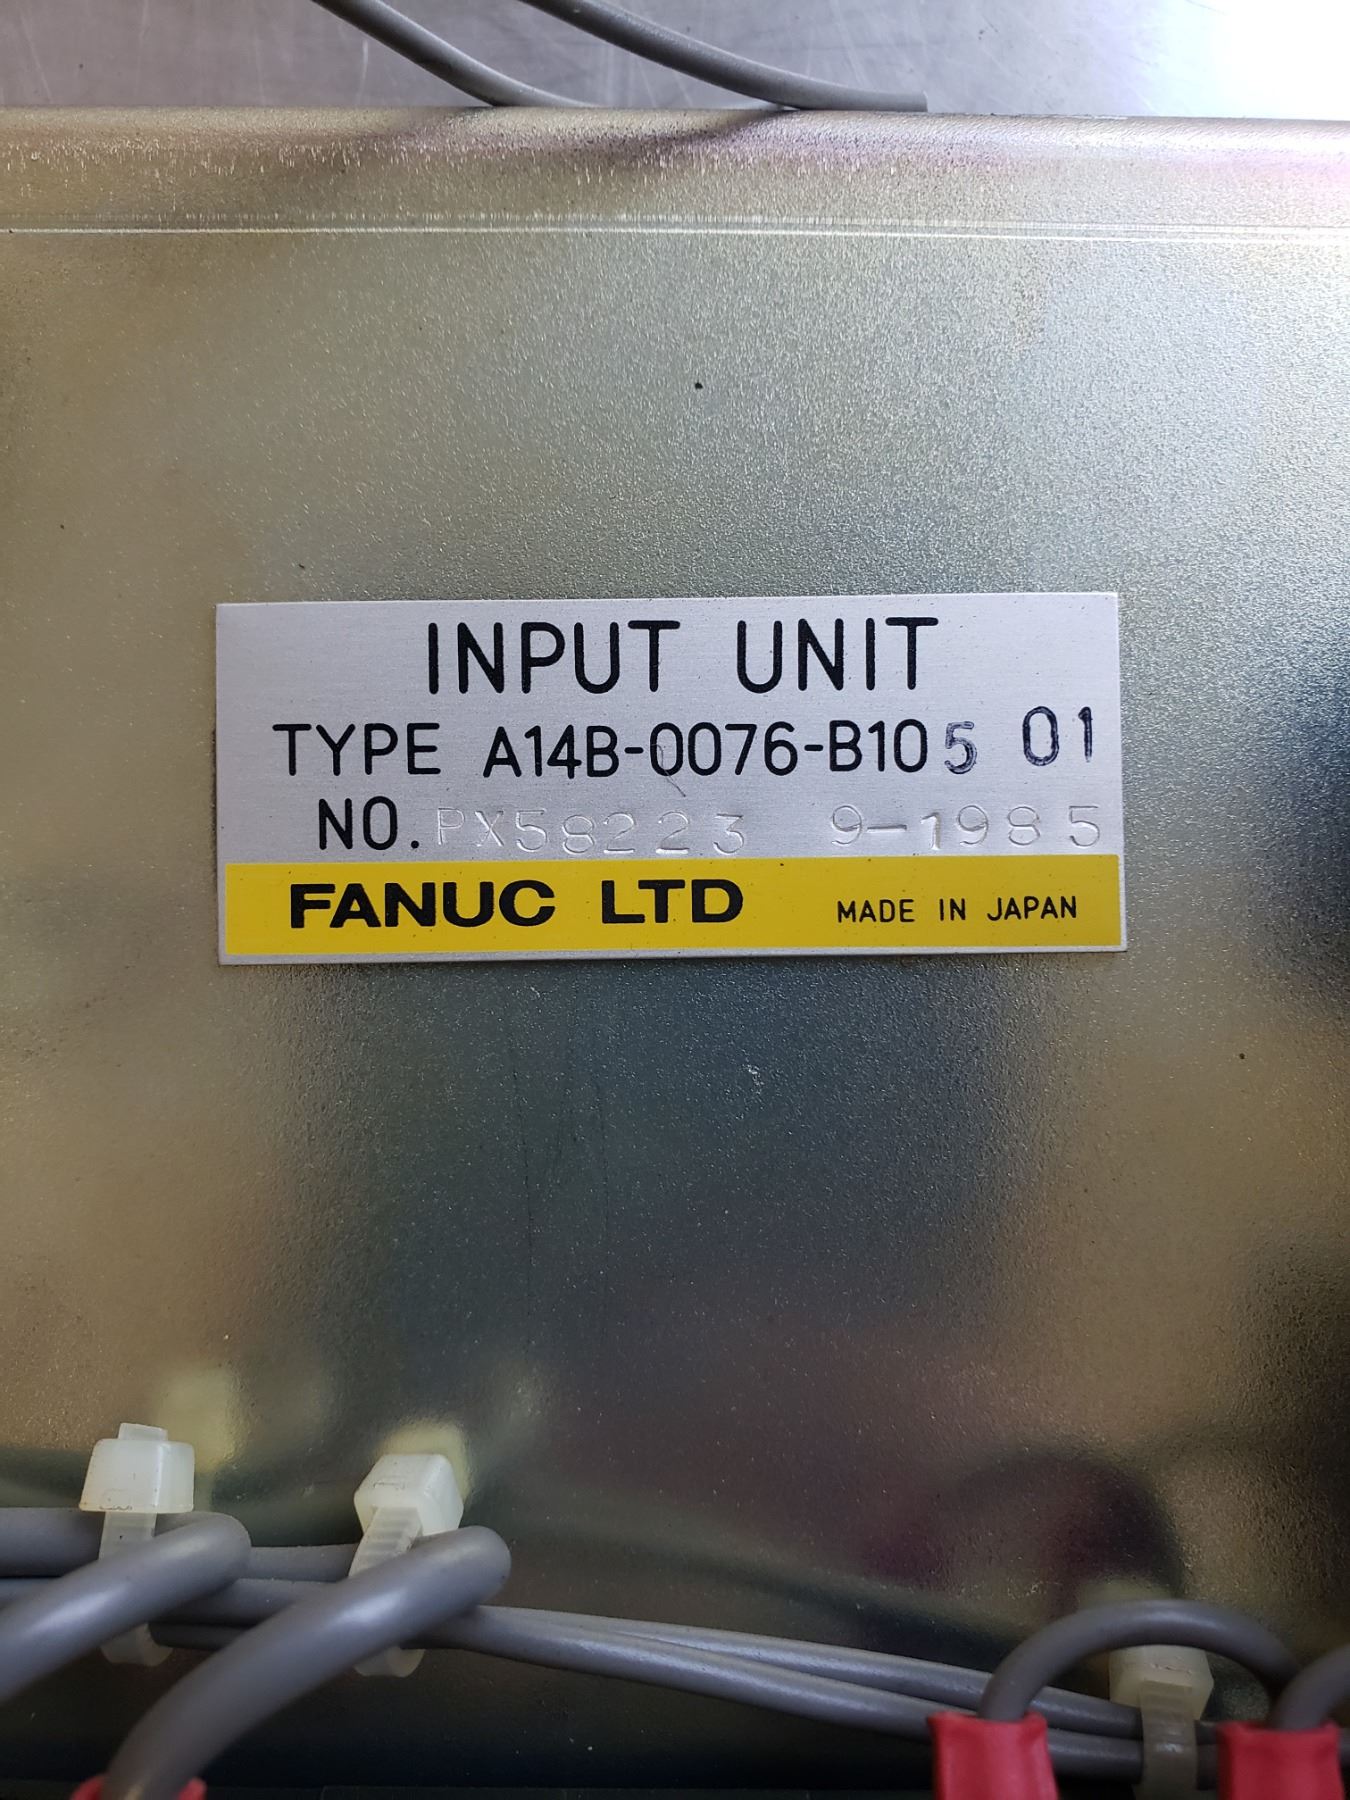 INPUT UNIT
TYPE A14B-0076-B105 01
NO. PX58223 9-1985
FANUC LTD MADE IN JAPAN